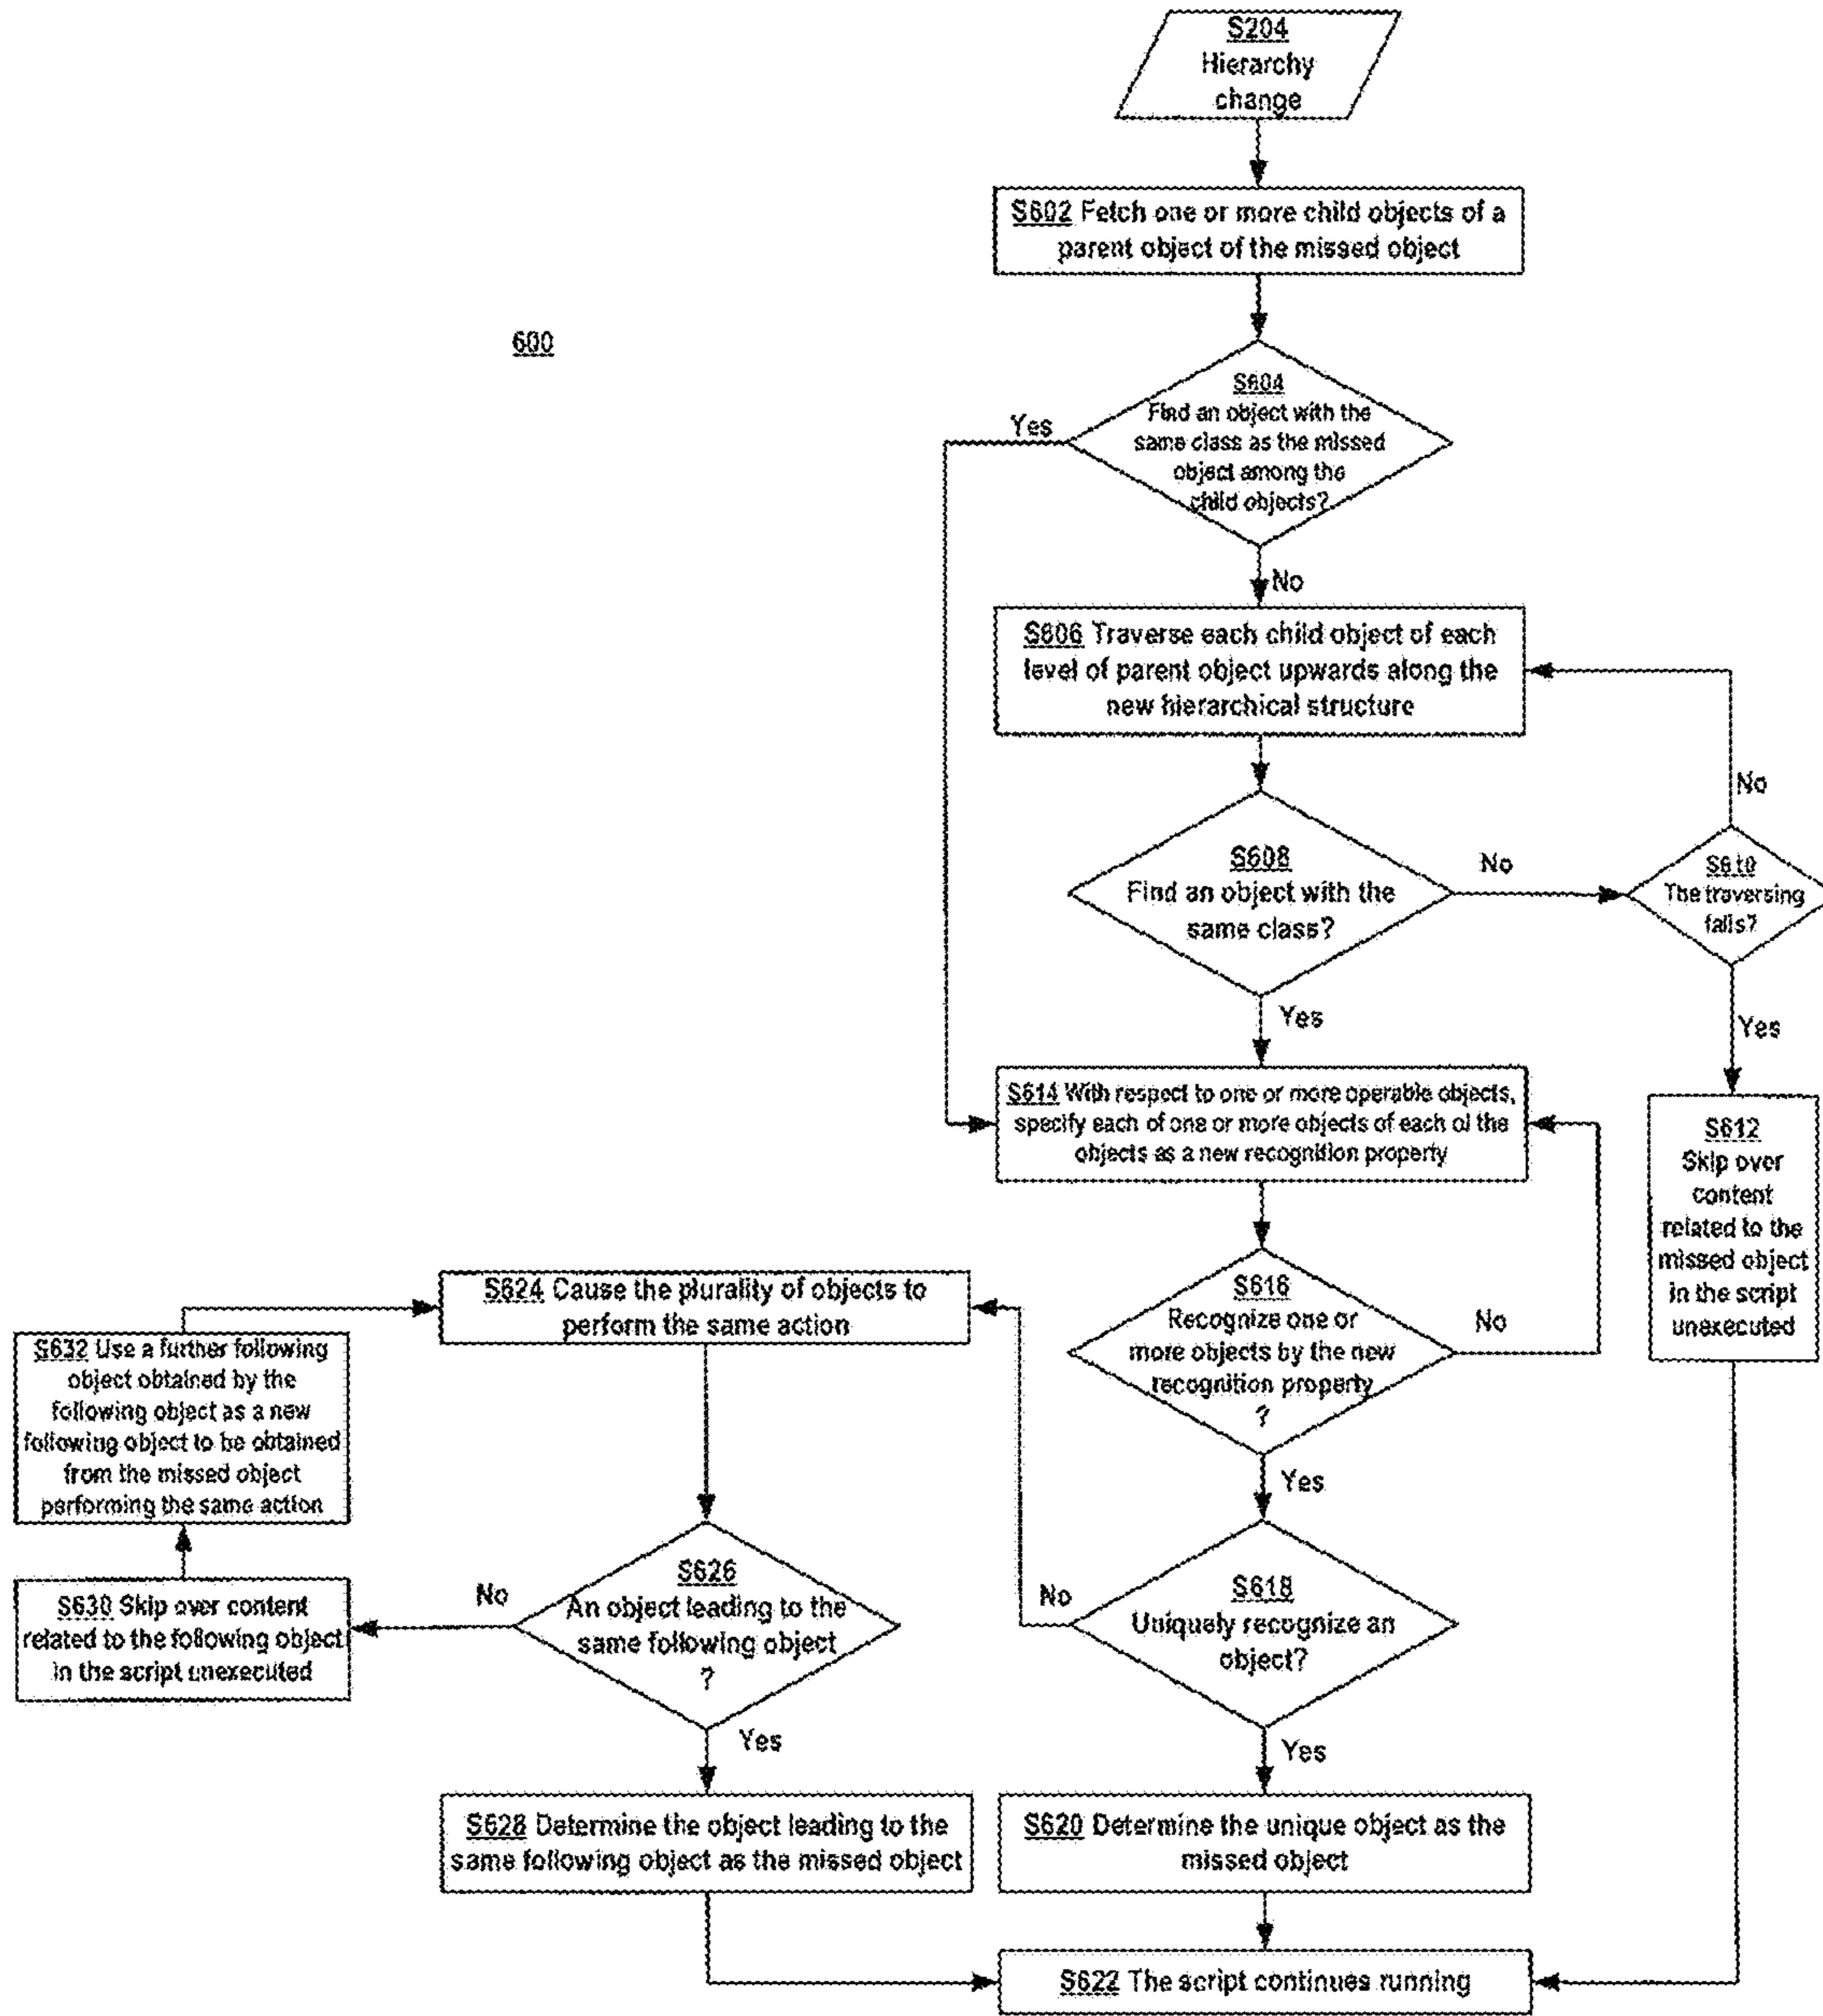 S204
Hierarchy
change
S602 Fetch one or more child objects of a
parent object of the missed object
600
S604
Find an object with the
same class as the missed
object among the
child objects?
Yes
No
S606 Traverse each child object of each
level of parent object upwards along the
new hierarchical structure
No
S608
Find an object with the
same class?
No
S610
The traversing
fails?
Yes
Yes
S614 With respect to one or more operable objects,
specify each of one or more objects of each of the
objects as a new recognition property
S612
Skip over
content
related to the
missed object
in the script
unexecuted
S616
Recognize one or
more objects by the new
recognition property
?
No
Yes
S624 Cause the plurality of objects to
perform the same action
S632 Use a further following
object obtained by the
following object as a new
following object to be obtained
from the missed object
performing the same action
S626
An object leading to the
same following object
?
No
S630 Skip over content
related to the following object
in the script unexecuted
S618
Uniquely recognize an
object?
No
Yes
Yes
S628 Determine the object leading to the
same following object as the missed object
S620 Determine the unique object as the
missed object
S622 The script continues running